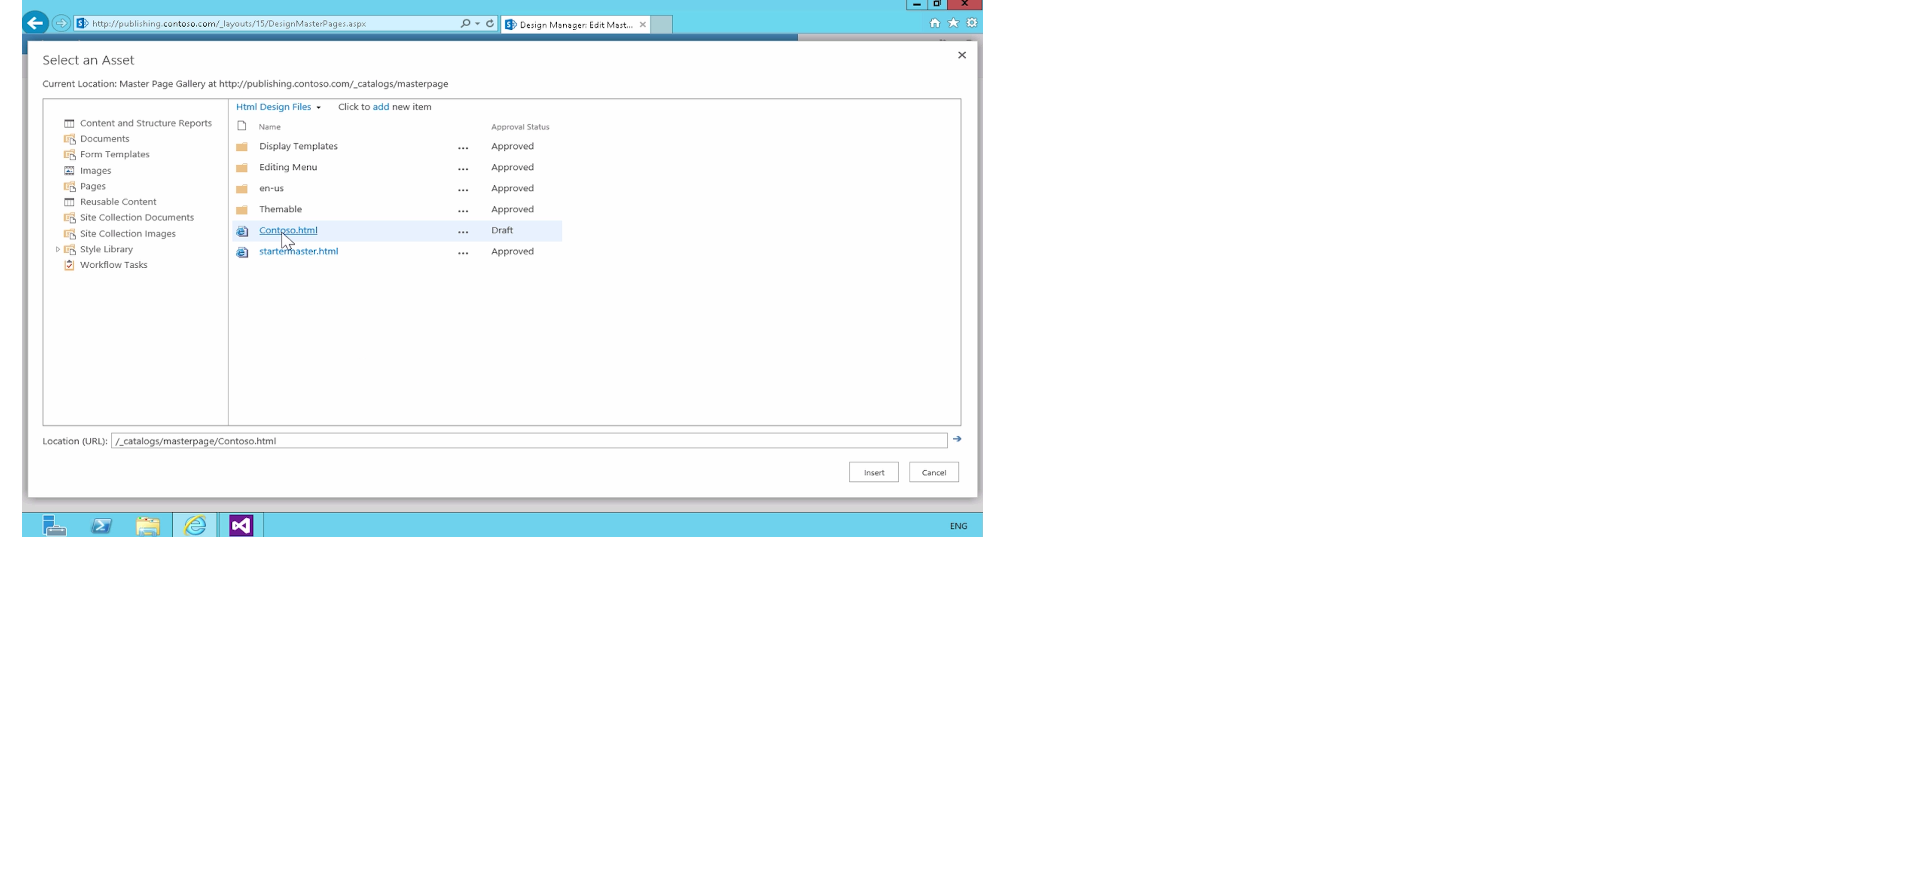 http://publishing.contoso.com/_layouts/15/DesignMasterPages.aspx
Design Manager: Edit Mast...
Select an Asset
Current Location: Master Page Gallery at http://publishing.contoso.com/_catalogs/masterpage
Content and Structure Reports
Documents
Form Templates
Images
Pages
Reusable Content
Site Collection Documents
Site Collection Images
Style Library
Workflow Tasks
Html Design Files Click to add new item
Name Approval Status
Display Templates ... Approved
Editing Menu ... Approved
en-us ... Approved
Themable ... Approved
Contoso.html ... Draft
startermaster.html ... Approved
Location (URL): /_catalogs/masterpage/Contoso.html
Insert Cancel
ENG